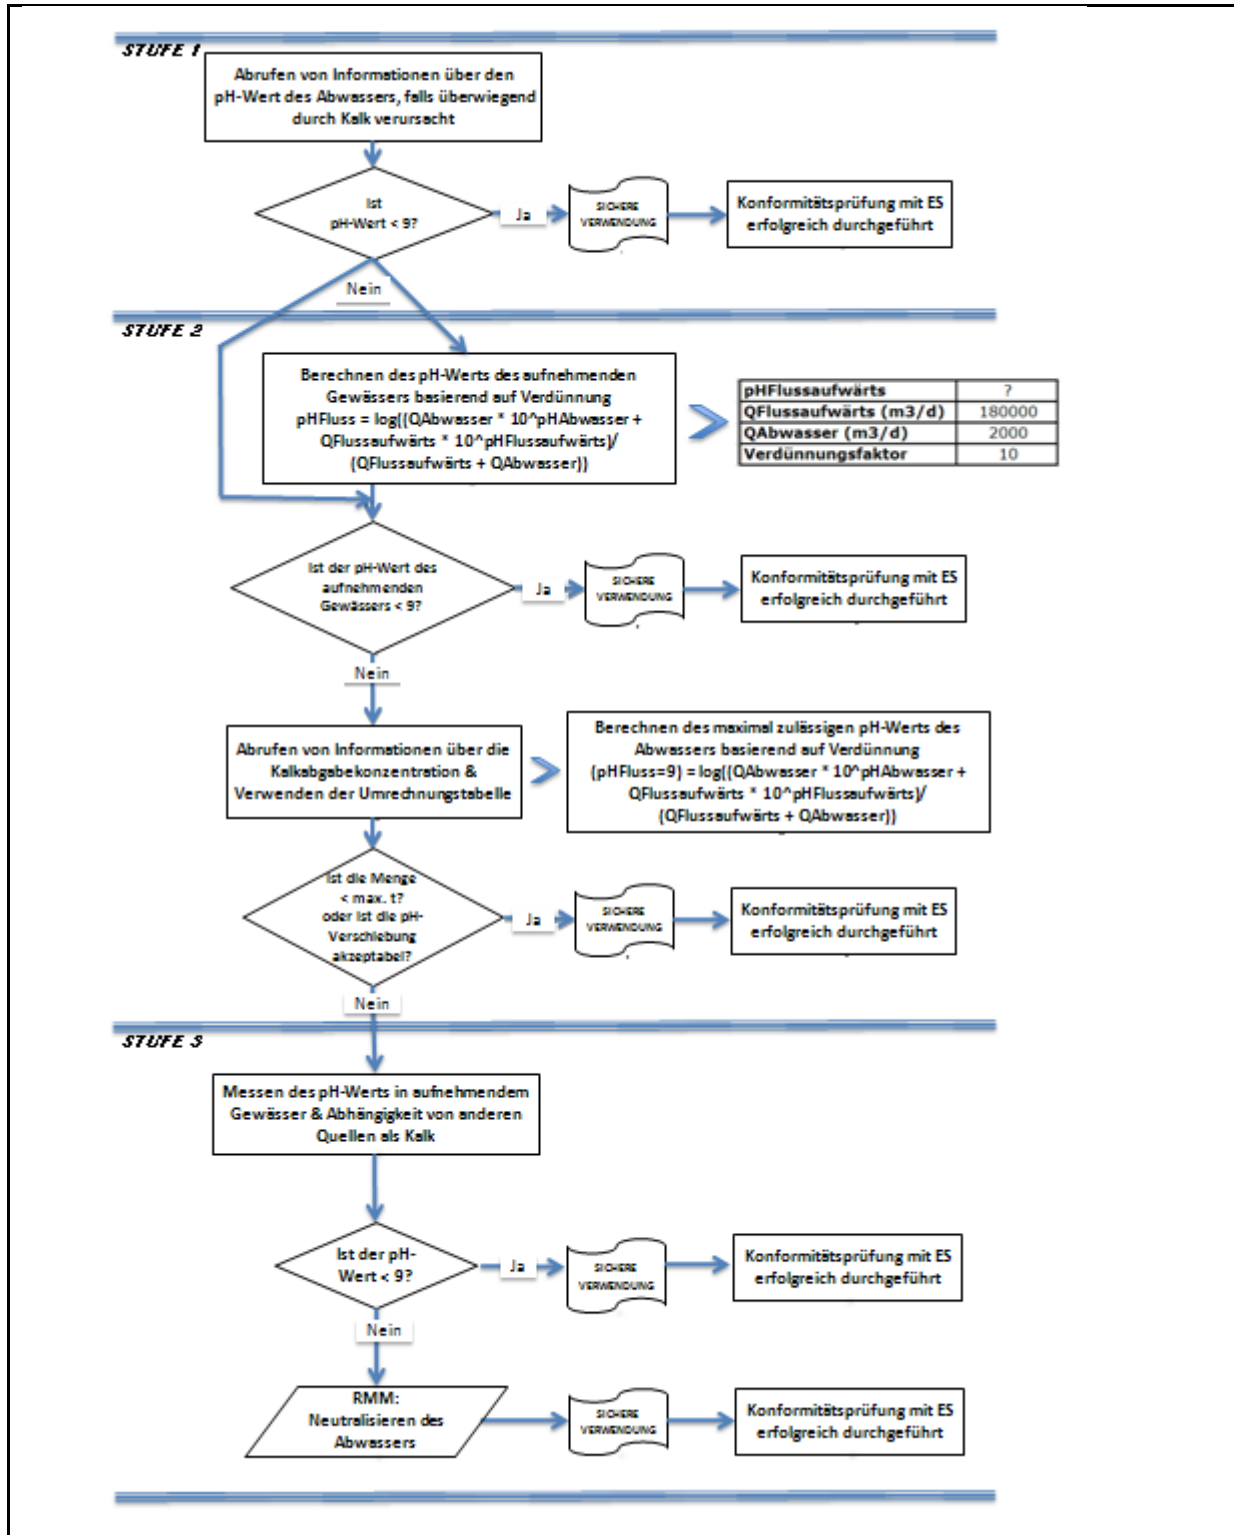 STUFE 1
Abrufen von Informationen über den
pH-Wert des Abwassers, falls überwiegend
durch Kalk verursacht
Ist
pH-Wert < 9?
Ja
SICHERE
VERWENDUNG
Konformitätsprüfung mit ES
erfolgreich durchgeführt
Nein
STUFE 2
Berechnen des pH-Werts des aufnehmenden
Gewässers basierend auf Verdünnung
pHFluss = log((QAbwasser * 10^pHAbwasser +
QFlussaufwärts * 10^pHFlussaufwärts)/
(QFlussaufwärts + QAbwasser))
pHFlussaufwärts ?
QFlussaufwärts (m3/d) 180000
QAbwasser (m3/d) 2000
Verdünnungsfaktor 10
Ist der pH-Wert des
aufnehmenden
Gewässers < 9?
Ja
SICHERE
VERWENDUNG
Konformitätsprüfung mit ES
erfolgreich durchgeführt
Nein
Abrufen von Informationen über die
Kalkabgabekonzentration &
Verwenden der Umrechnungstabelle
Berechnen des maximal zulässigen pH-Werts des
Abwassers basierend auf Verdünnung
(pHFluss=9) = log((QAbwasser * 10^pHAbwasser +
QFlussaufwärts * 10^pHFlussaufwärts)/
(QFlussaufwärts + QAbwasser))
Ist die Menge
< max. t?
oder ist die pH-
Verschiebung
akzeptabel?
Ja
SICHERE
VERWENDUNG
Konformitätsprüfung mit ES
erfolgreich durchgeführt
Nein
STUFE 3
Messen des pH-Werts in aufnehmendem
Gewässer & Abhängigkeit von anderen
Quellen als Kalk
Ist der pH-
Wert < 9?
Ja
SICHERE
VERWENDUNG
Konformitätsprüfung mit ES
erfolgreich durchgeführt
Nein
RMM:
Neutralisieren des
Abwassers
SICHERE
VERWENDUNG
Konformitätsprüfung mit ES
erfolgreich durchgeführt